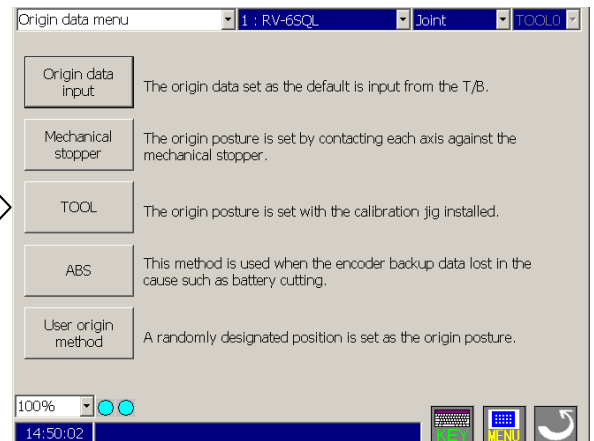 Origin data menu 1 : RV-6SQL Joint TOOL0
Origin data
input
The origin data set as the default is input from the T/B.
Mechanical
stopper
The origin posture is set by contacting each axis against the
mechanical stopper.
TOOL
The origin posture is set with the calibration jig installed.
ABS
This method is used when the encoder backup data lost in the
cause such as battery cutting.
User origin
method
A randomly designated position is set as the origin posture.
100%
14:50:02
KEY
MENU